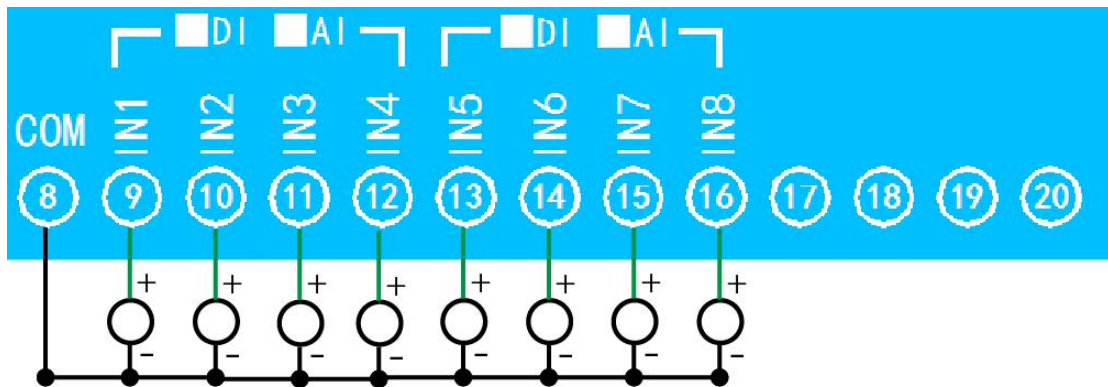 ■DI ■AI ■DI ■AI
COM IN1 IN2 IN3 IN4 IN5 IN6 IN7 IN8
8 9 10 11 12 13 14 15 16 17 18 19 20
+ + + + + + + +
- - - - - - - -